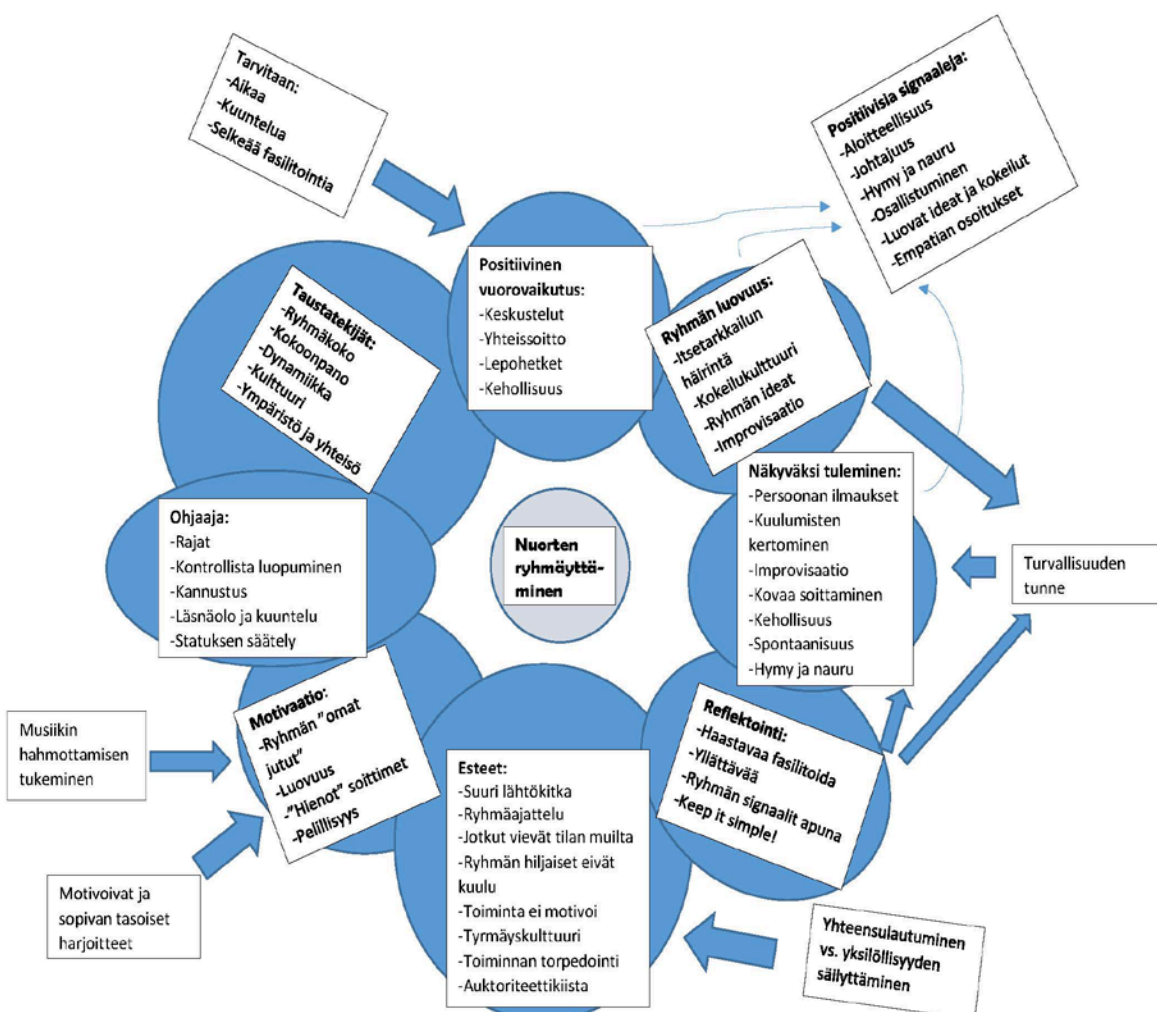 Tarvitaan:
-Aikaa
-Kuuntelua
-Selkeää fasilitointia
Positiivisia signaaleja:
-Aloitteellisuus
-Johtajuus
-Hymy ja nauru
-Osallistuminen
-Luovat ideat ja kokeilut
-Empatian osoitukset
Positiivinen
vuorovaikutus:
-Keskustelut
-Yhteissoitto
-Lepohetket
-Kehollisuus
Ryhmän luovuus:
-Itsetarkkailun
häirintä
-Kokeilukulttuuri
-Ryhmän ideat
-Improvisaatio
Taustatekijät:
-Ryhmäkoko
-Kokoonpano
-Dynamiikka
-Kulttuuri
-Ympäristö ja yhteisö
Näkyväksi tuleminen:
-Persoonan ilmaukset
-Kuulumisten
kertominen
-Improvisaatio
-Kovaa soittaminen
-Kehollisuus
-Spontaanisuus
-Hymy ja nauru
Ohjaaja:
-Rajat
-Kontrollista luopuminen
-Kannustus
-Läsnäolo ja kuuntelu
-Statuksen säätely
Nuorten
ryhmäyttä-
minen
Turvallisuuden
tunne
Motivaatio:
-Ryhmän "omat
jutut"
-Luovuus
-"Hienot" soittimet
-Pelillisyys
Reflektointi:
-Haastavaa fasilitoida
-Yllättävää
-Ryhmän signaalit apuna
-Keep it simple!
Musiikin
hahmottamisen
tukeminen
Esteet:
-Suuri lähtökitka
-Ryhmäajattelu
-Jotkut vievät tilan muilta
-Ryhmän hiljaiset eivät
kuulu
-Toiminta ei motivoi
-Tyrmäyskulttuuri
-Toiminnan torpedointi
-Auktoriteettikiista
Motivoivat ja
sopivan tasoiset
harjoitteet
Yhteensulautuminen
vs. yksilöllisyyden
säilyttäminen